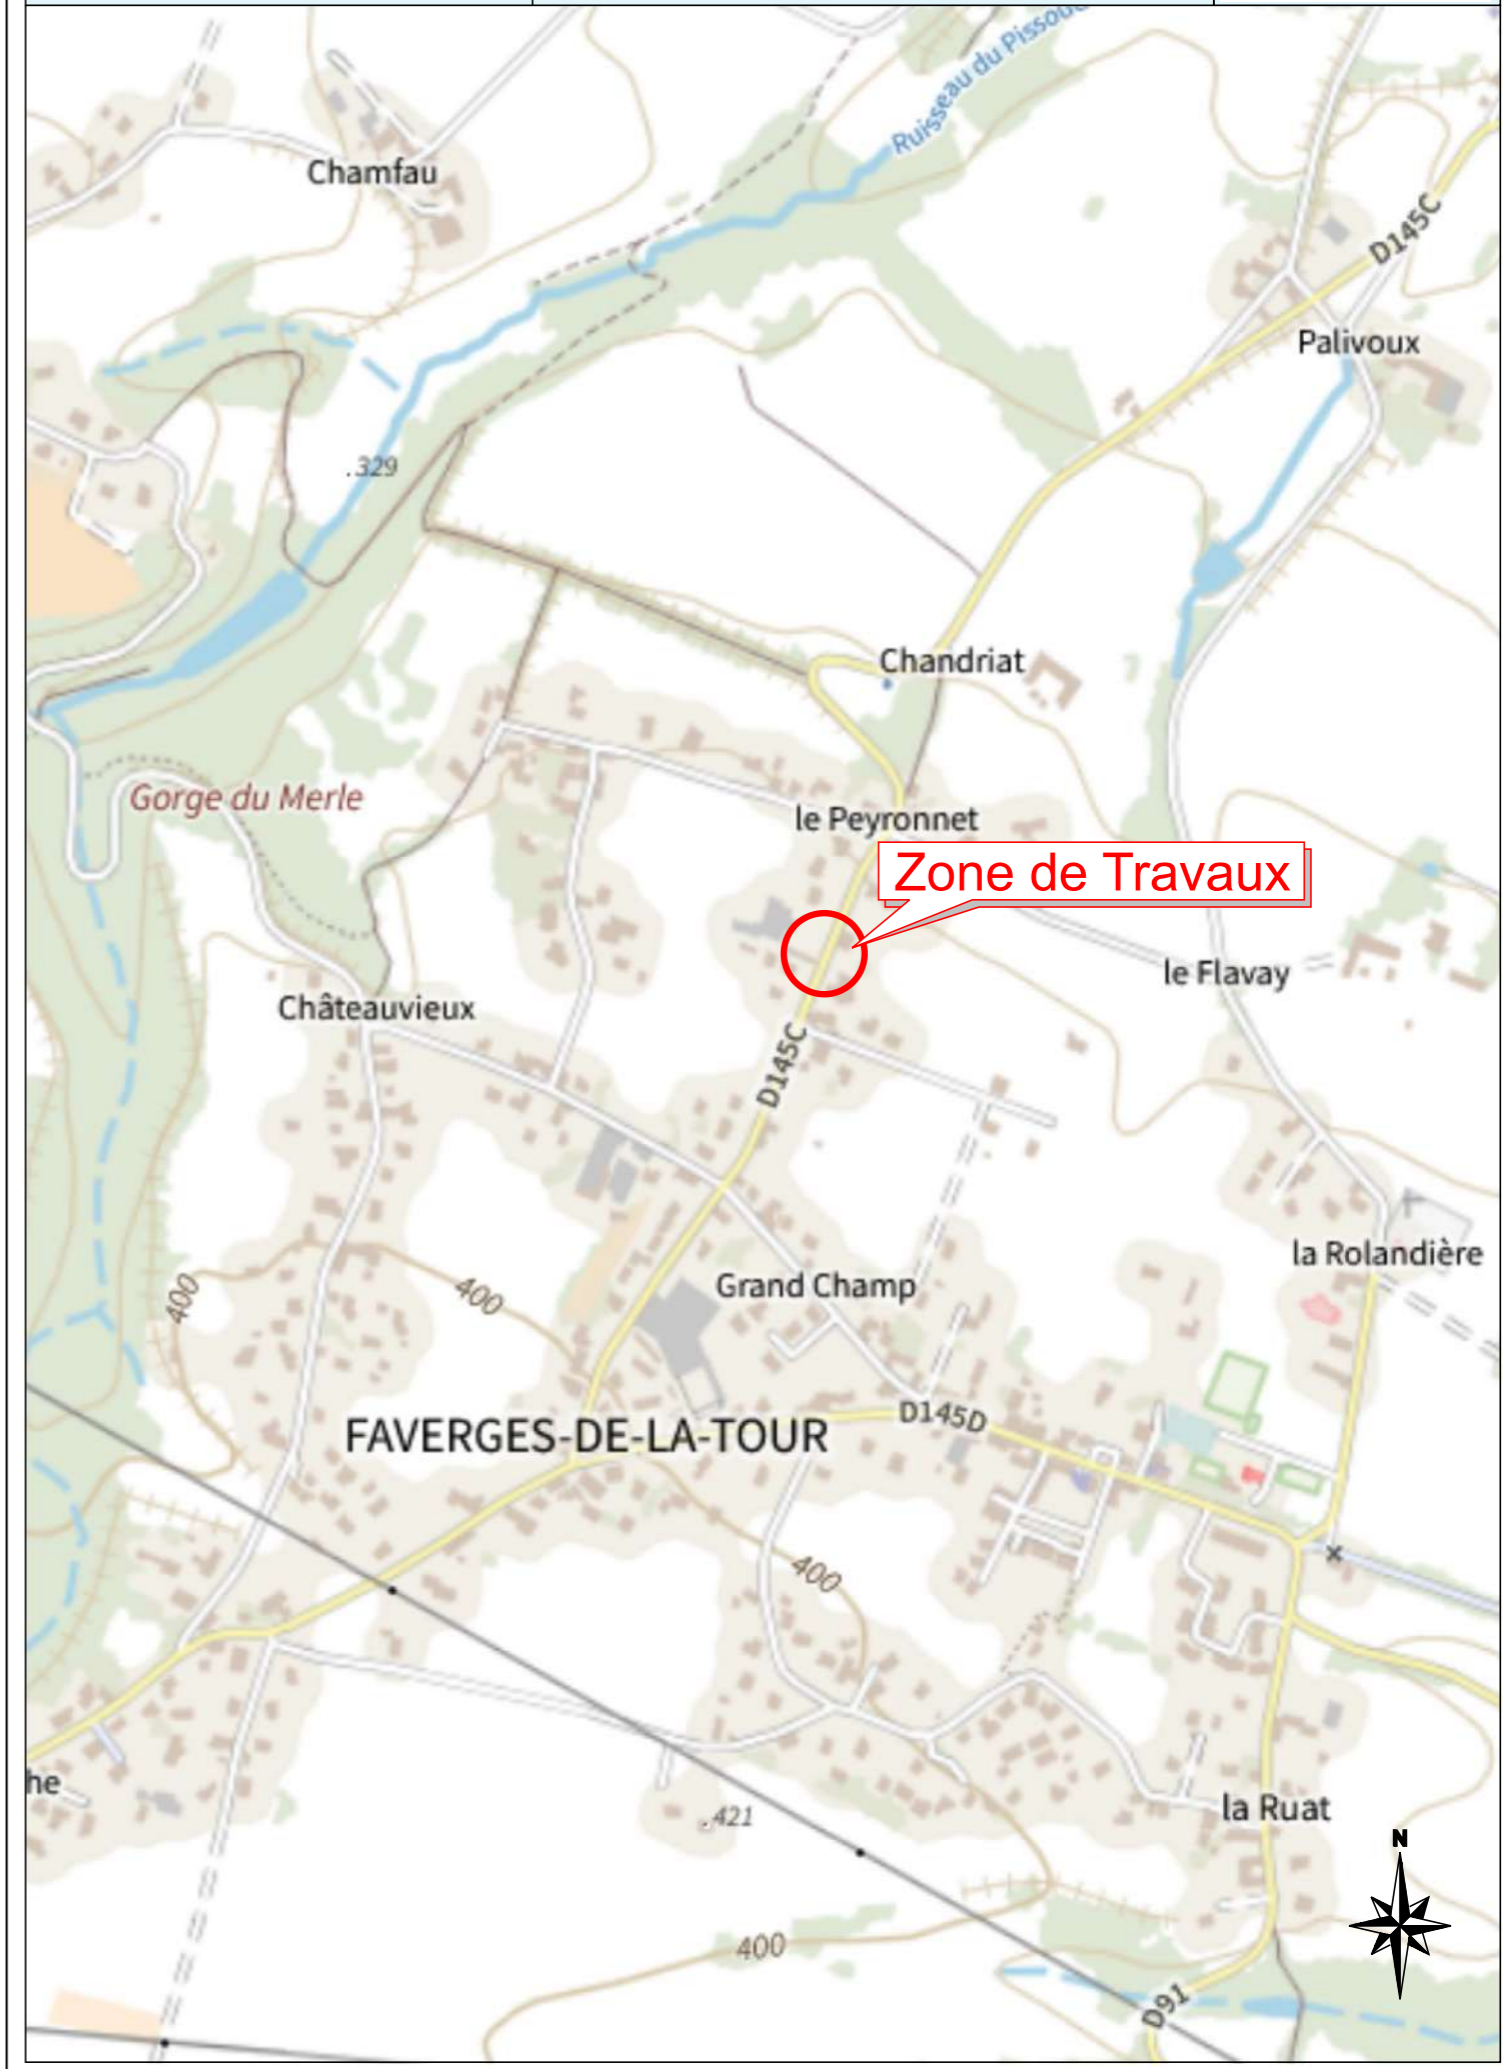 Ruisseau du
Chamfau
D145C
Palivoux
.329
Chandriat
Gorge du Merle
le Peyronnet
Zone de Travaux
le Flavay
Châteauvieux
D145C
la Rolandière
400
400
Grand Champ
D145D
FAVERGES-DE-LA-TOUR
400
he
.421
la Ruat
N
400
D91